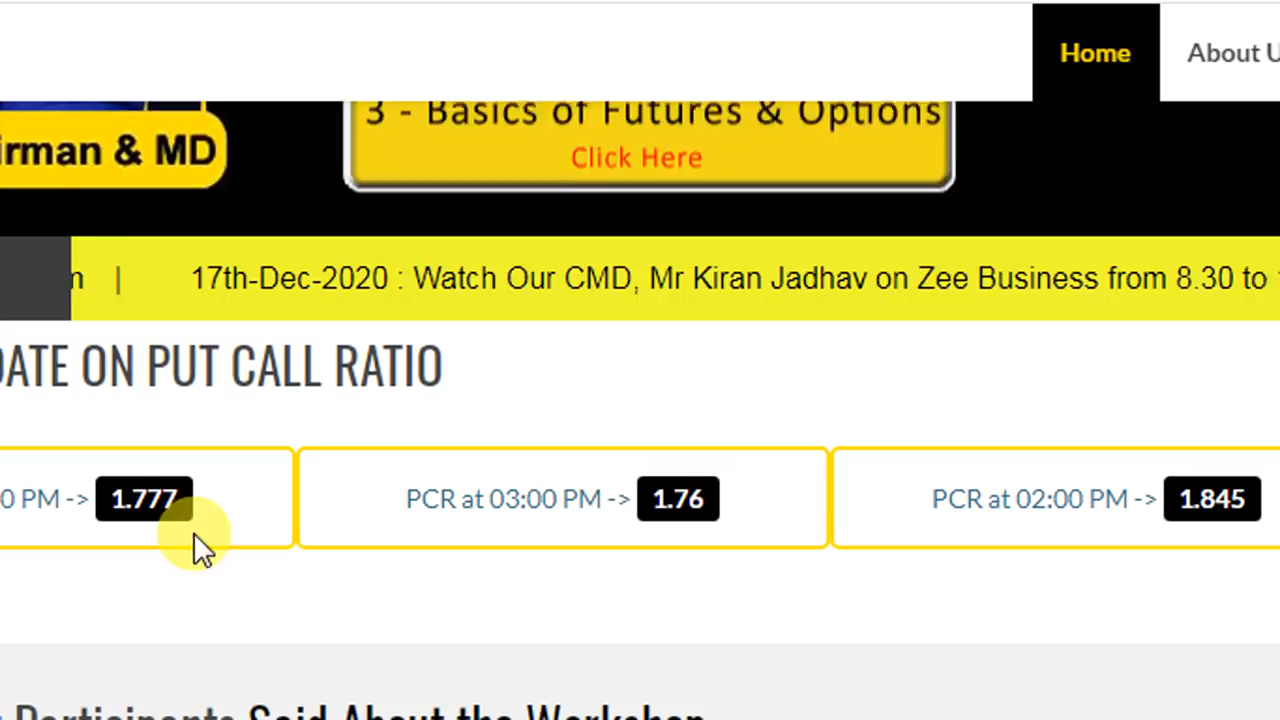 Home About U
3 - Basics of Futures & Options
Click Here
irman & MD
m | 17th-Dec-2020 : Watch Our CMD, Mr Kiran Jadhav on Zee Business from 8.30 to
DATE ON PUT CALL RATIO
0 PM -> 1.777
PCR at 03:00 PM -> 1.76
PCR at 02:00 PM -> 1.845
Participants Said About the Workshop